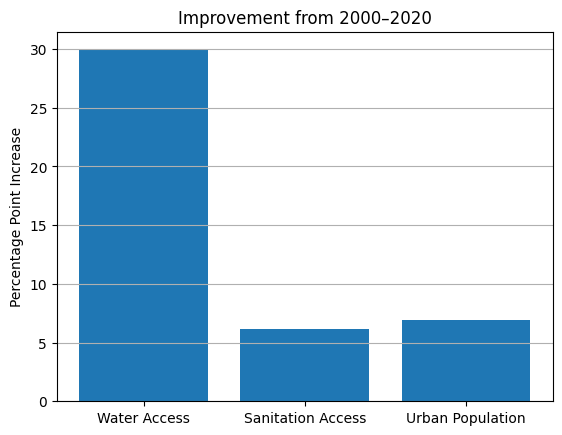 Improvement from 2000–2020
Percentage Point Increase
30
25
20
15
10
5
0
Water Access
Sanitation Access
Urban Population